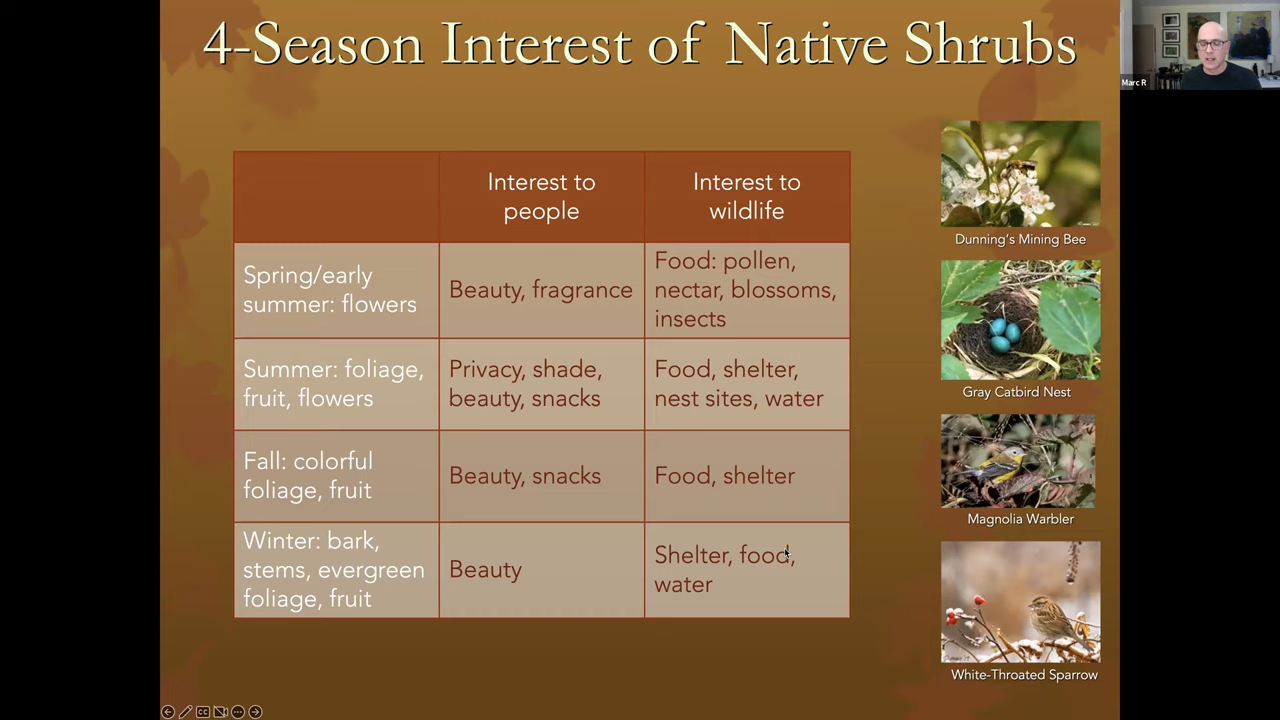 4-Season Interest of Native Shrubs
Marc R
Interest to
people
Interest to
wildlife
Spring/early
summer: flowers
Beauty, fragrance
Food: pollen,
nectar, blossoms,
insects
Summer: foliage,
fruit, flowers
Privacy, shade,
beauty, snacks
Food, shelter,
nest sites, water
Fall: colorful
foliage, fruit
Beauty, snacks
Food, shelter
Winter: bark,
stems, evergreen
foliage, fruit
Beauty
Shelter, food,
water
Dunning's Mining Bee
Gray Catbird Nest
Magnolia Warbler
White-Throated Sparrow
CC